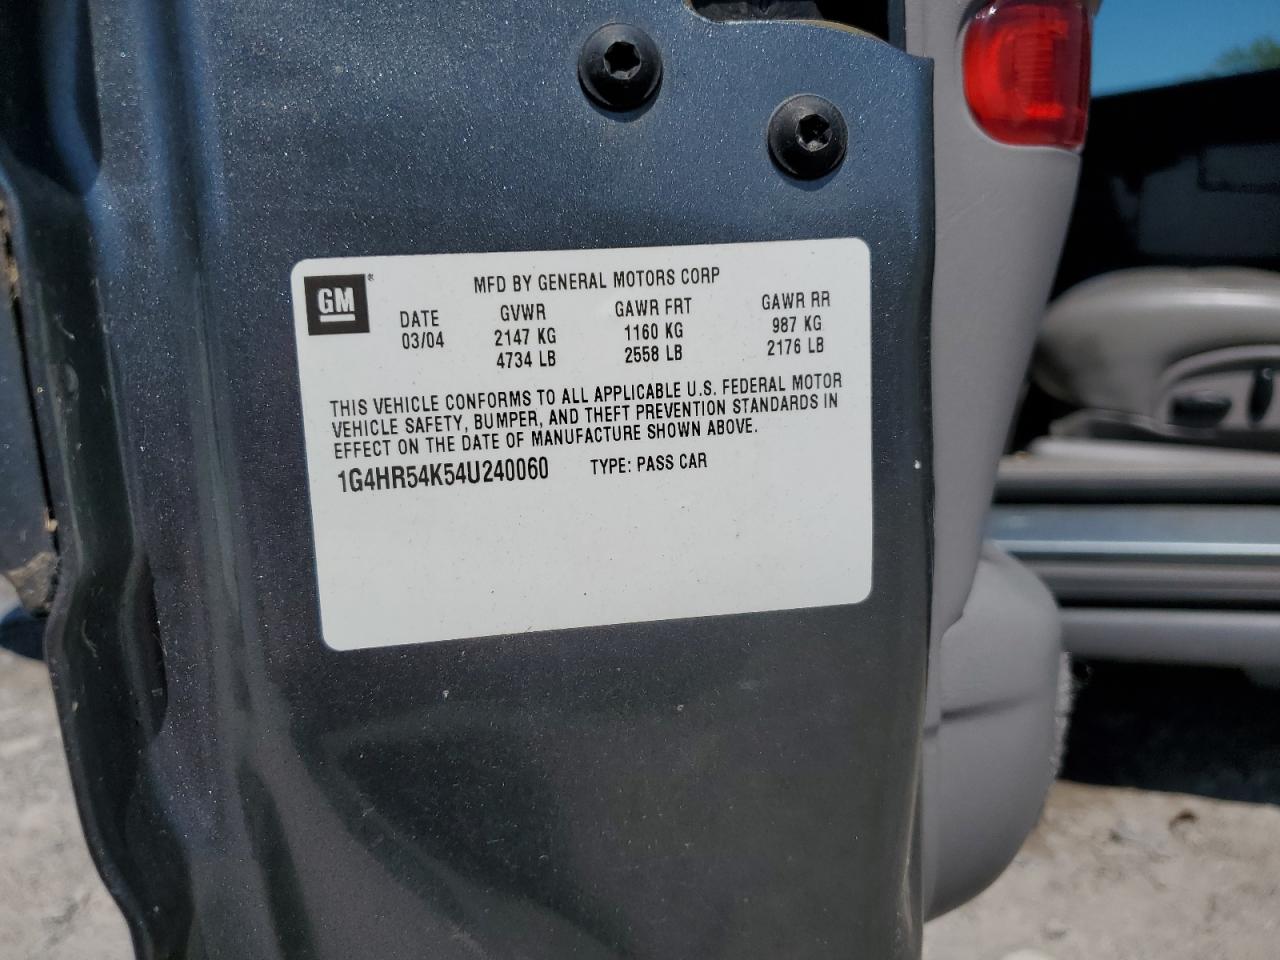 GM ®
MFD BY GENERAL MOTORS CORP
DATE GVWR GAWR FRT GAWR RR
03/04 2147 KG 1160 KG 987 KG
4734 LB 2558 LB 2176 LB
THIS VEHICLE CONFORMS TO ALL APPLICABLE U.S. FEDERAL MOTOR
VEHICLE SAFETY, BUMPER, AND THEFT PREVENTION STANDARDS IN
EFFECT ON THE DATE OF MANUFACTURE SHOWN ABOVE.
1G4HR54K54U240060 TYPE: PASS CAR